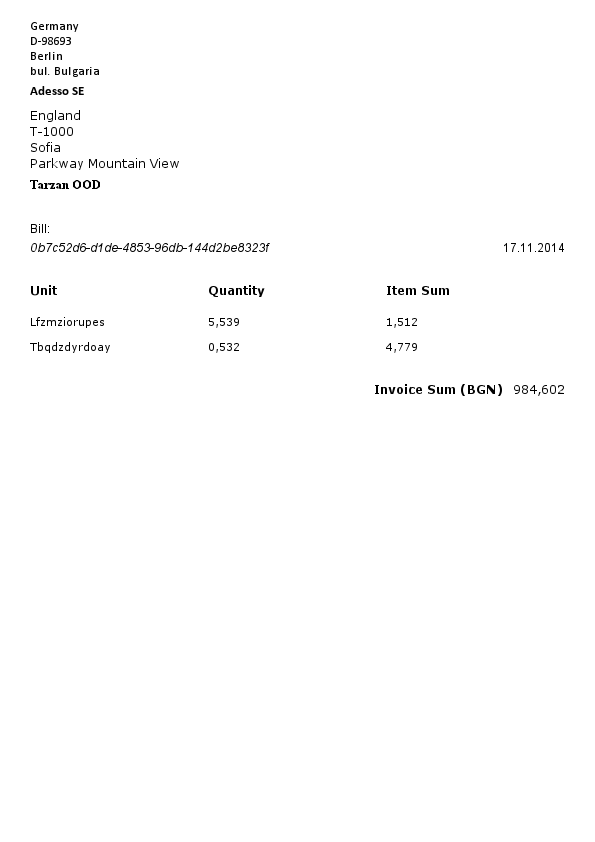 Germany
D-98693
Berlin
bul. Bulgaria
Adesso SE
England
T-1000
Sofia
Parkway Mountain View
Tarzan OOD
Bill:
0b7c52d6-d1de-4853-96db-144d2be8323f 17.11.2014
Unit Quantity Item Sum
Lfzmziorupes 5,539 1,512
Tbqdzdyrdoay 0,532 4,779
Invoice Sum (BGN) 984,602